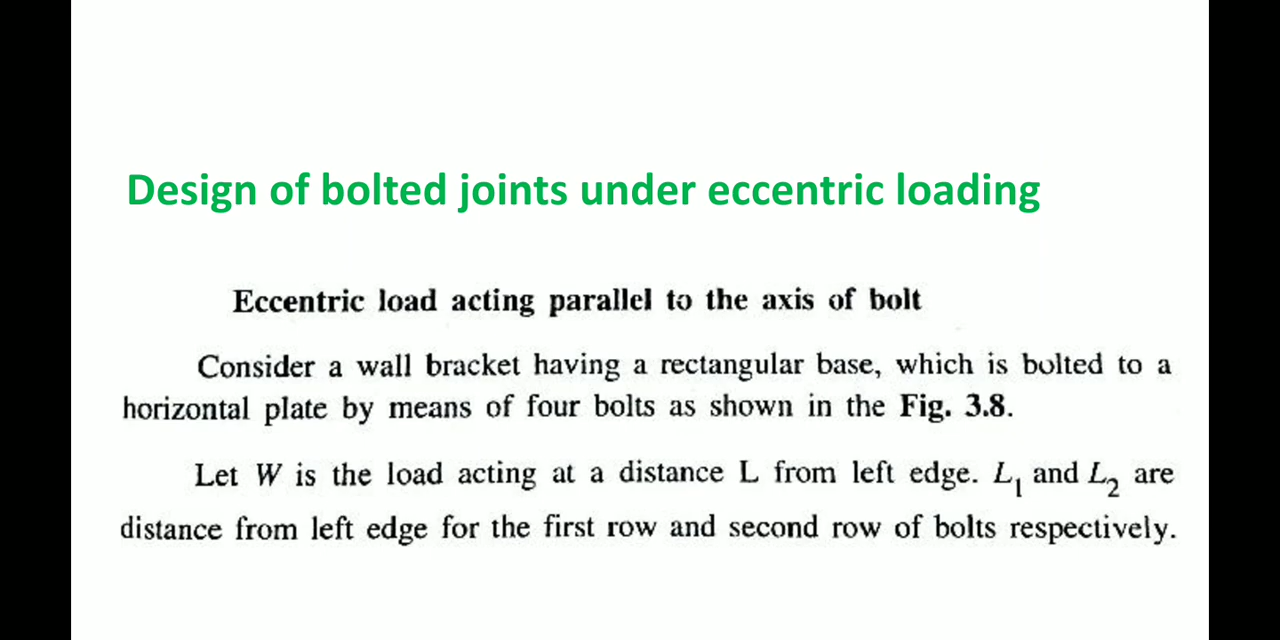 Design of bolted joints under eccentric loading
Eccentric load acting parallel to the axis of bolt
Consider a wall bracket having a rectangular base, which is bolted to a
horizontal plate by means of four bolts as shown in the Fig. 3.8.
Let W is the load acting at a distance L from left edge. L₁ and L₂ are
distance from left edge for the first row and second row of bolts respectively.